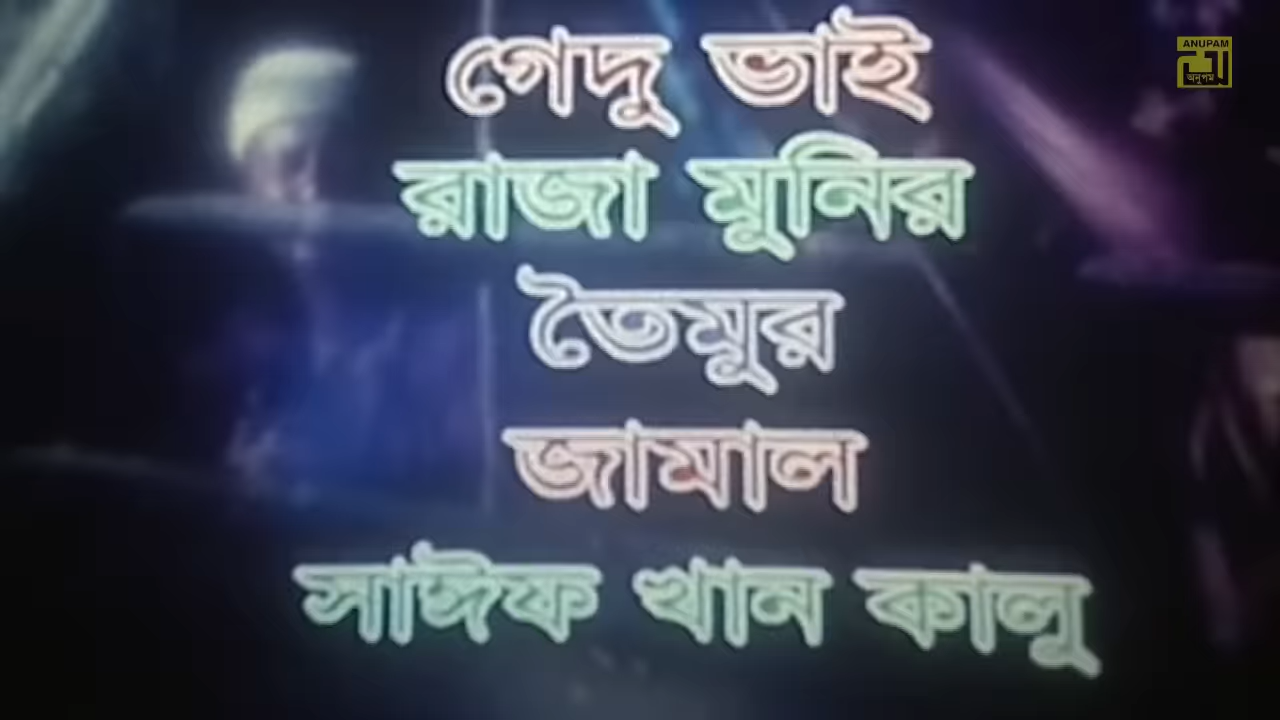 ANUPAM
অনুপম
গেদু ভাই
রাজা মুনির
তৈমূর
জামাল
সাঈফ খান কালু